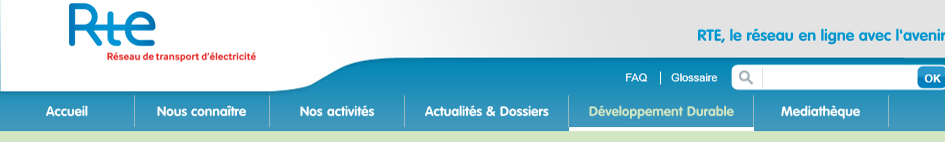 Rte
Réseau de transport d'électricité
RTE, le réseau en ligne avec l'avenir
FAQ | Glossaire OK
Accueil Nous connaître Nos activités Actualités & Dossiers Développement Durable Mediathèque